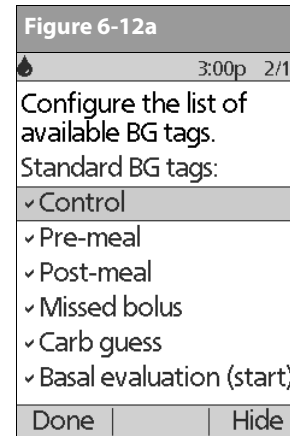 Figure 6-12a
3:00p 2/1
Configure the list of
available BG tags.
Standard BG tags:
✓Control
✓Pre-meal
✓Post-meal
✓Missed bolus
✓Carb guess
✓Basal evaluation (start)
Done Hide